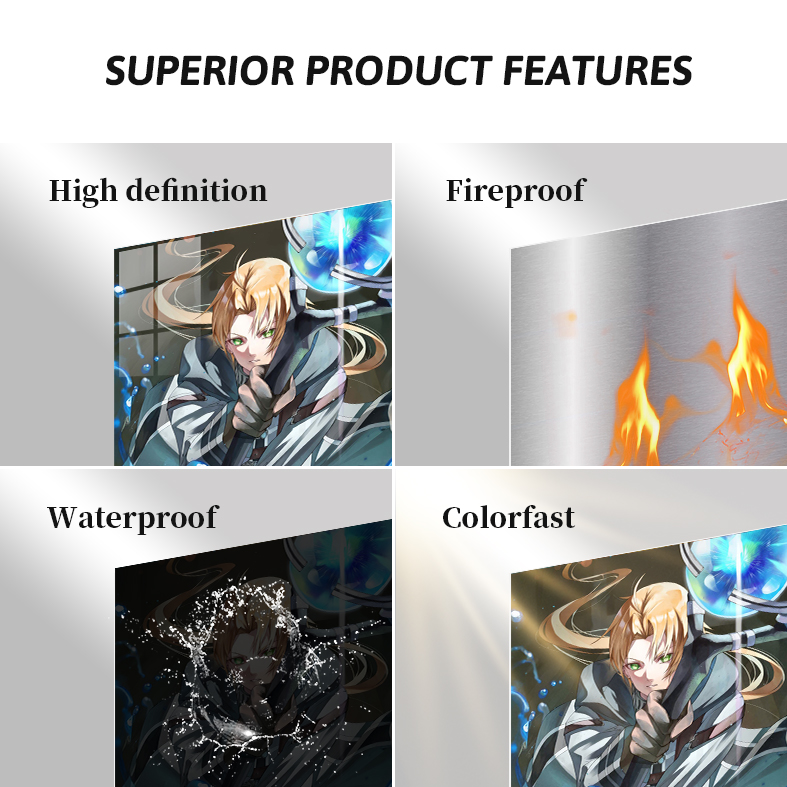 SUPERIOR PRODUCT FEATURES
High definition
Fireproof
Waterproof
Colorfast